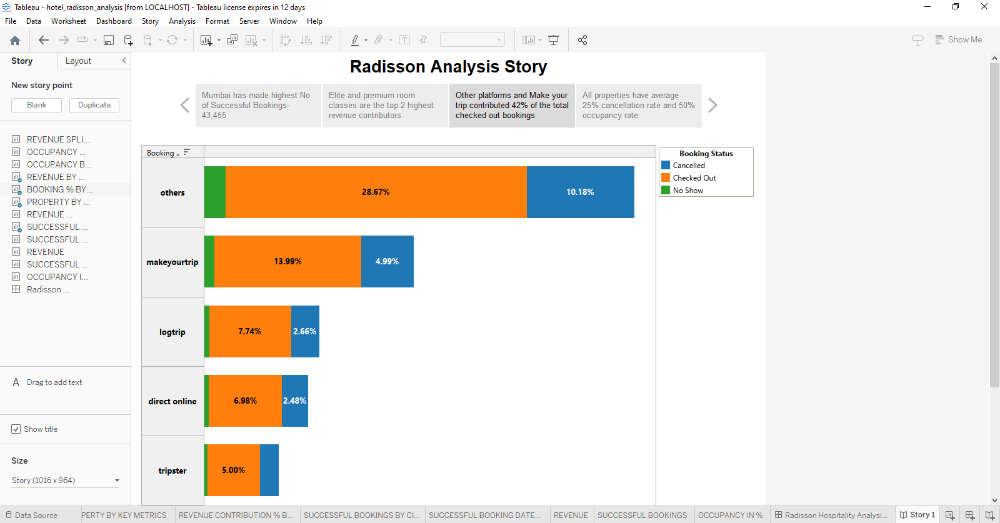 Tableau - hotel_radisson_analysis [from LOCALHOST] - Tableau license expires in 12 days
File Data Worksheet Dashboard Story Analysis Format Server Window Help
Show Me
Story Layout
New story point
Blank Duplicate
REVENUE SPLI...
OCCUPANCY ...
OCCUPANCY B...
REVENUE BY ...
BOOKING % BY...
PROPERTY BY ...
REVENUE ...
SUCCESSFUL ...
SUCCESSFUL ...
REVENUE
SUCCESSFUL ...
OCCUPANCY I...
Radisson ...
A Drag to add text
Show title
Size
Story (1016 x 964)
Radisson Analysis Story
Mumbai has made highest No
of Successful Bookings-
43,455
Elite and premium room
classes are the top 2 highest
revenue contributors
Other platforms and Make your
trip contributed 42% of the total
checked out bookings
All properties have average
25% cancellation rate and 50%
occupancy rate
Booking ..
others 28.67% 10.18%
makeyourtrip 13.99% 4.99%
logtrip 7.74% 2.66%
direct online 6.98% 2.48%
tripster 5.00%
Booking Status
Cancelled
Checked Out
No Show
Data Source PERTY BY KEY METRICS REVENUE CONTRIBUTION % B... SUCCESSFUL BOOKINGS BY CI... SUCCESSFUL BOOKING DATE... REVENUE SUCCESSFUL BOOKINGS OCCUPANCY IN % Radisson Hospitality Analysi... Story 1